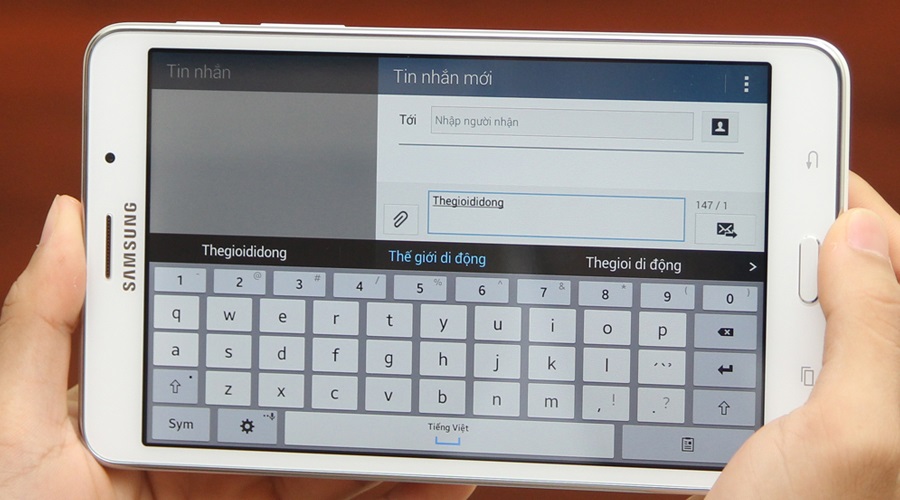 SAMSUNG
Tin nhắn
Tin nhắn mới
Tới
Nhập người nhận
Thegioididong
147 / 1
Thegioididong Thế giới di động Thegioi di động >
1 - 2 @ 3 # 4 / 5 % 6 ^ 7 & 8 * 9 ( 0 )
q w e r t y u i o p
a s d f g h j k l
z x c v b n m , ! . ?
Sym
Tiếng Việt